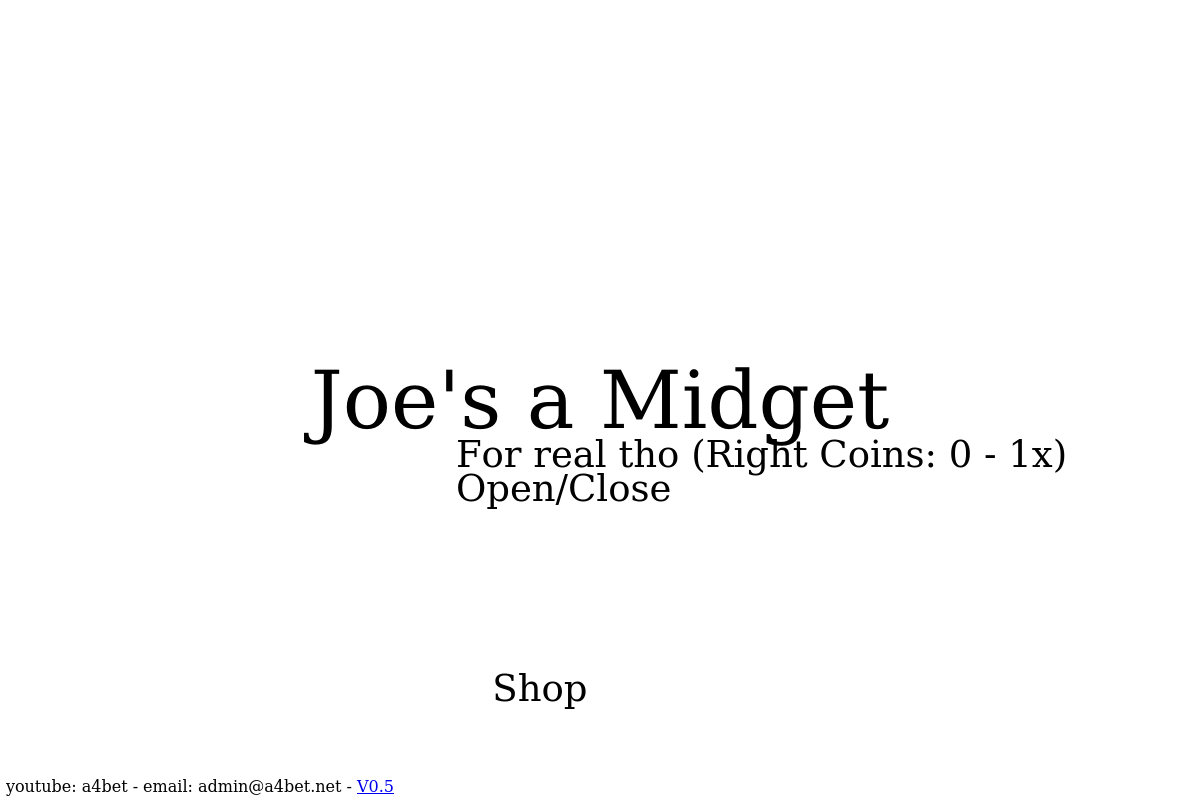 Joe's a Midget
For real tho (Right Coins: 0 - 1x)
Open/Close
Shop
youtube: a4bet - email: admin@a4bet.net - V0.5